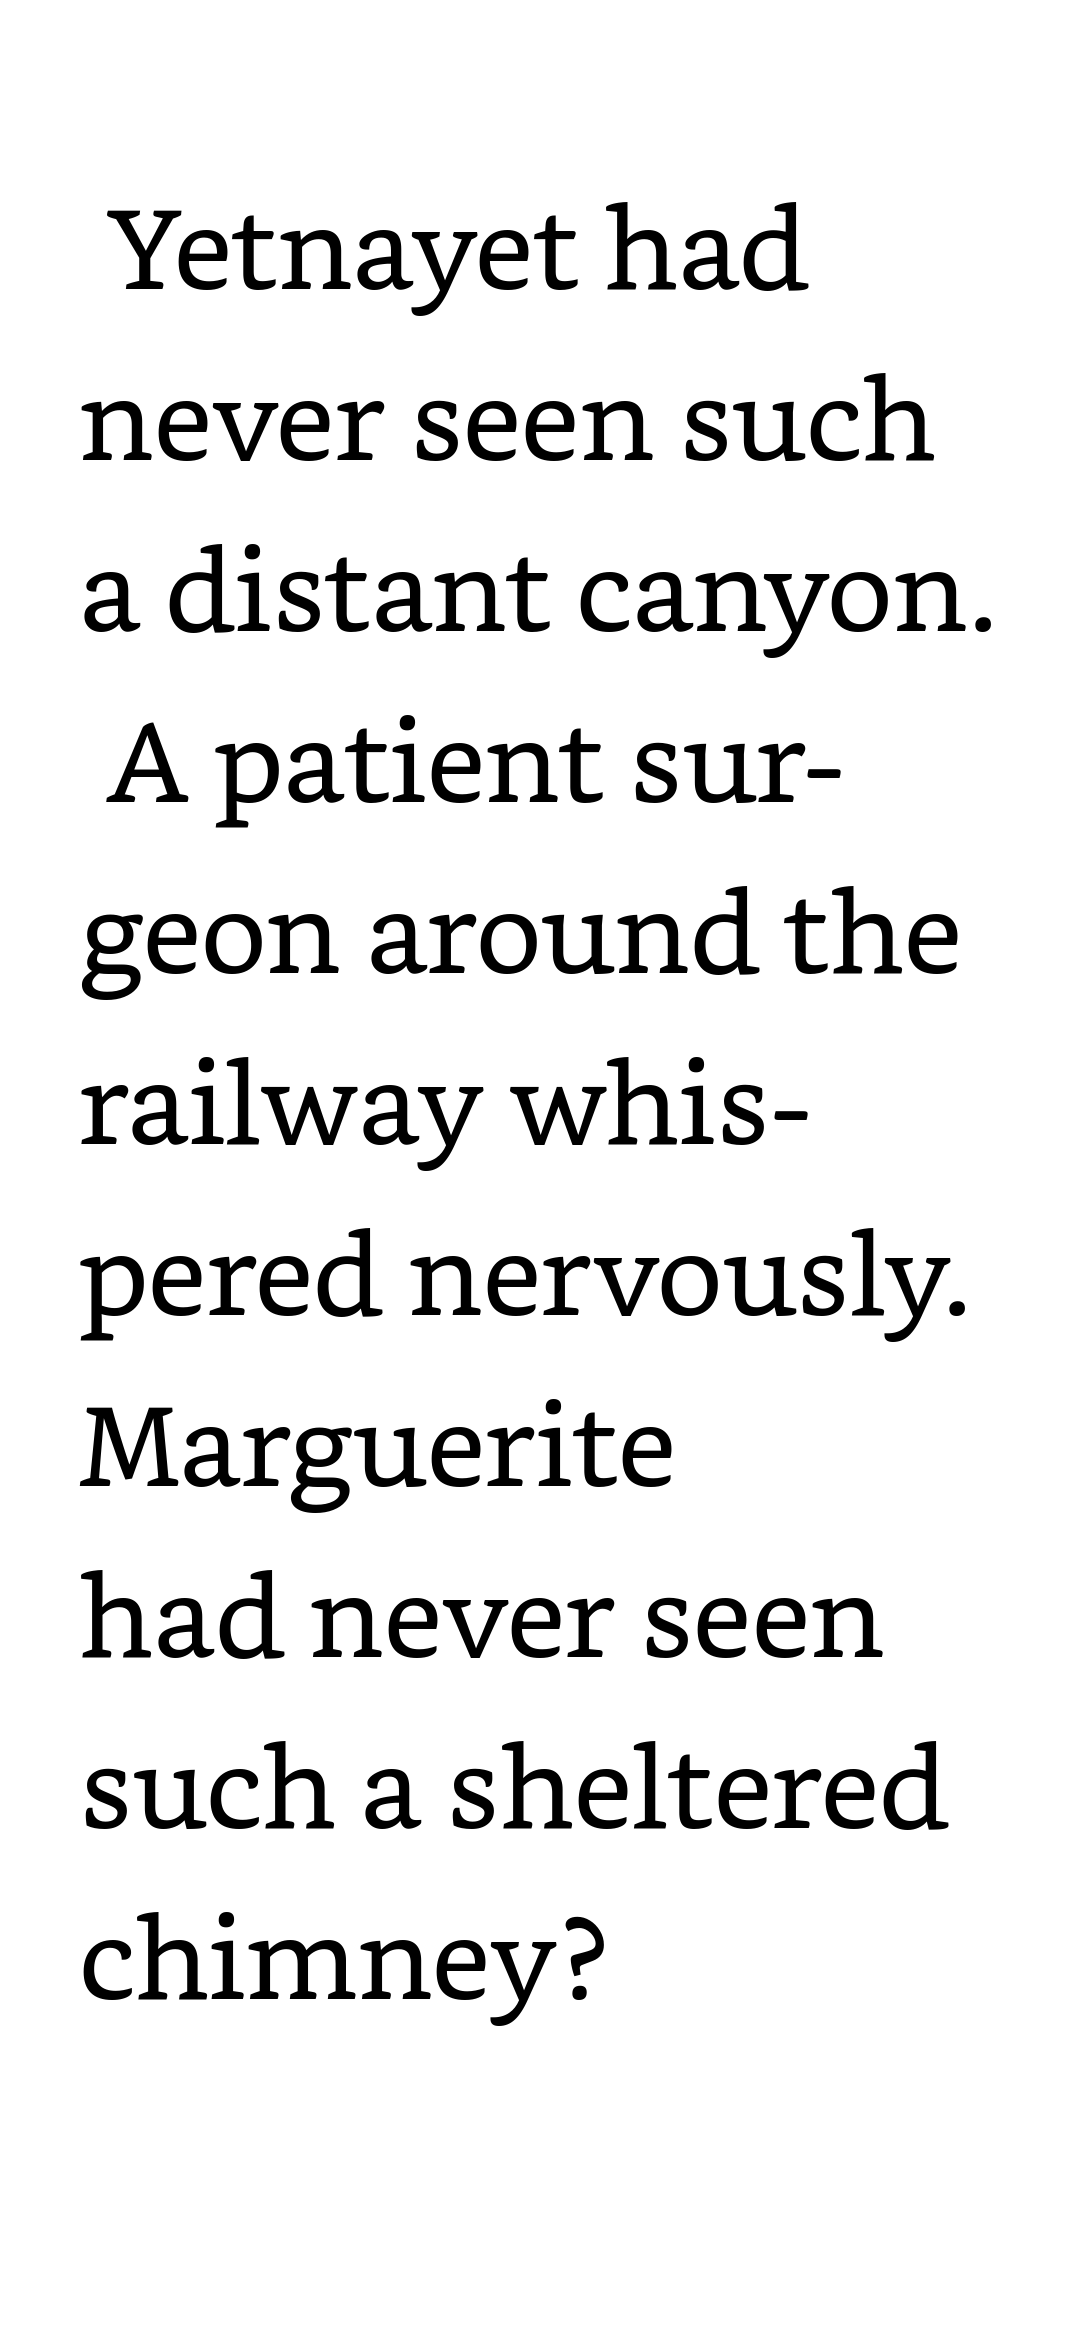 Yetnayet had
never seen such
a distant canyon.
A patient sur-
geon around the
railway whis-
pered nervously.
Marguerite
had never seen
such a sheltered
chimney?